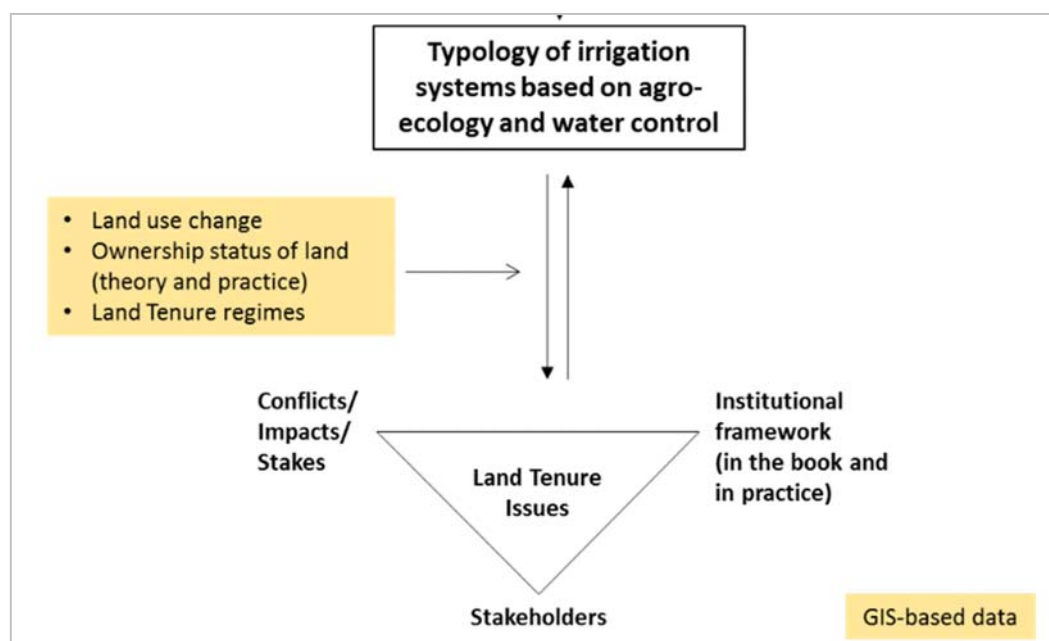 Typology of irrigation
systems based on agro-
ecology and water control
• Land use change
• Ownership status of land
(theory and practice)
• Land Tenure regimes
Conflicts/
Impacts/
Stakes
Institutional
framework
(in the book and
in practice)
Land Tenure
Issues
Stakeholders
GIS-based data